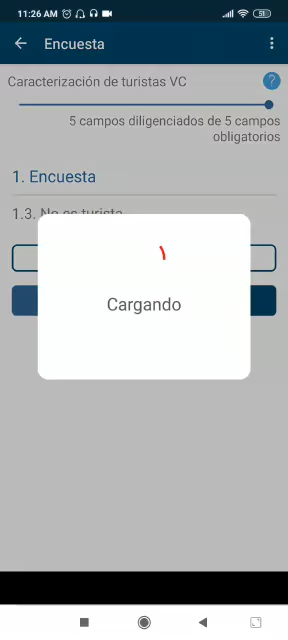 11:26 AM
51
Encuesta
Caracterización de turistas VC
?
5 campos diligenciados de 5 campos
obligatorios
1. Encuesta
1.3. No es turista
Cargando